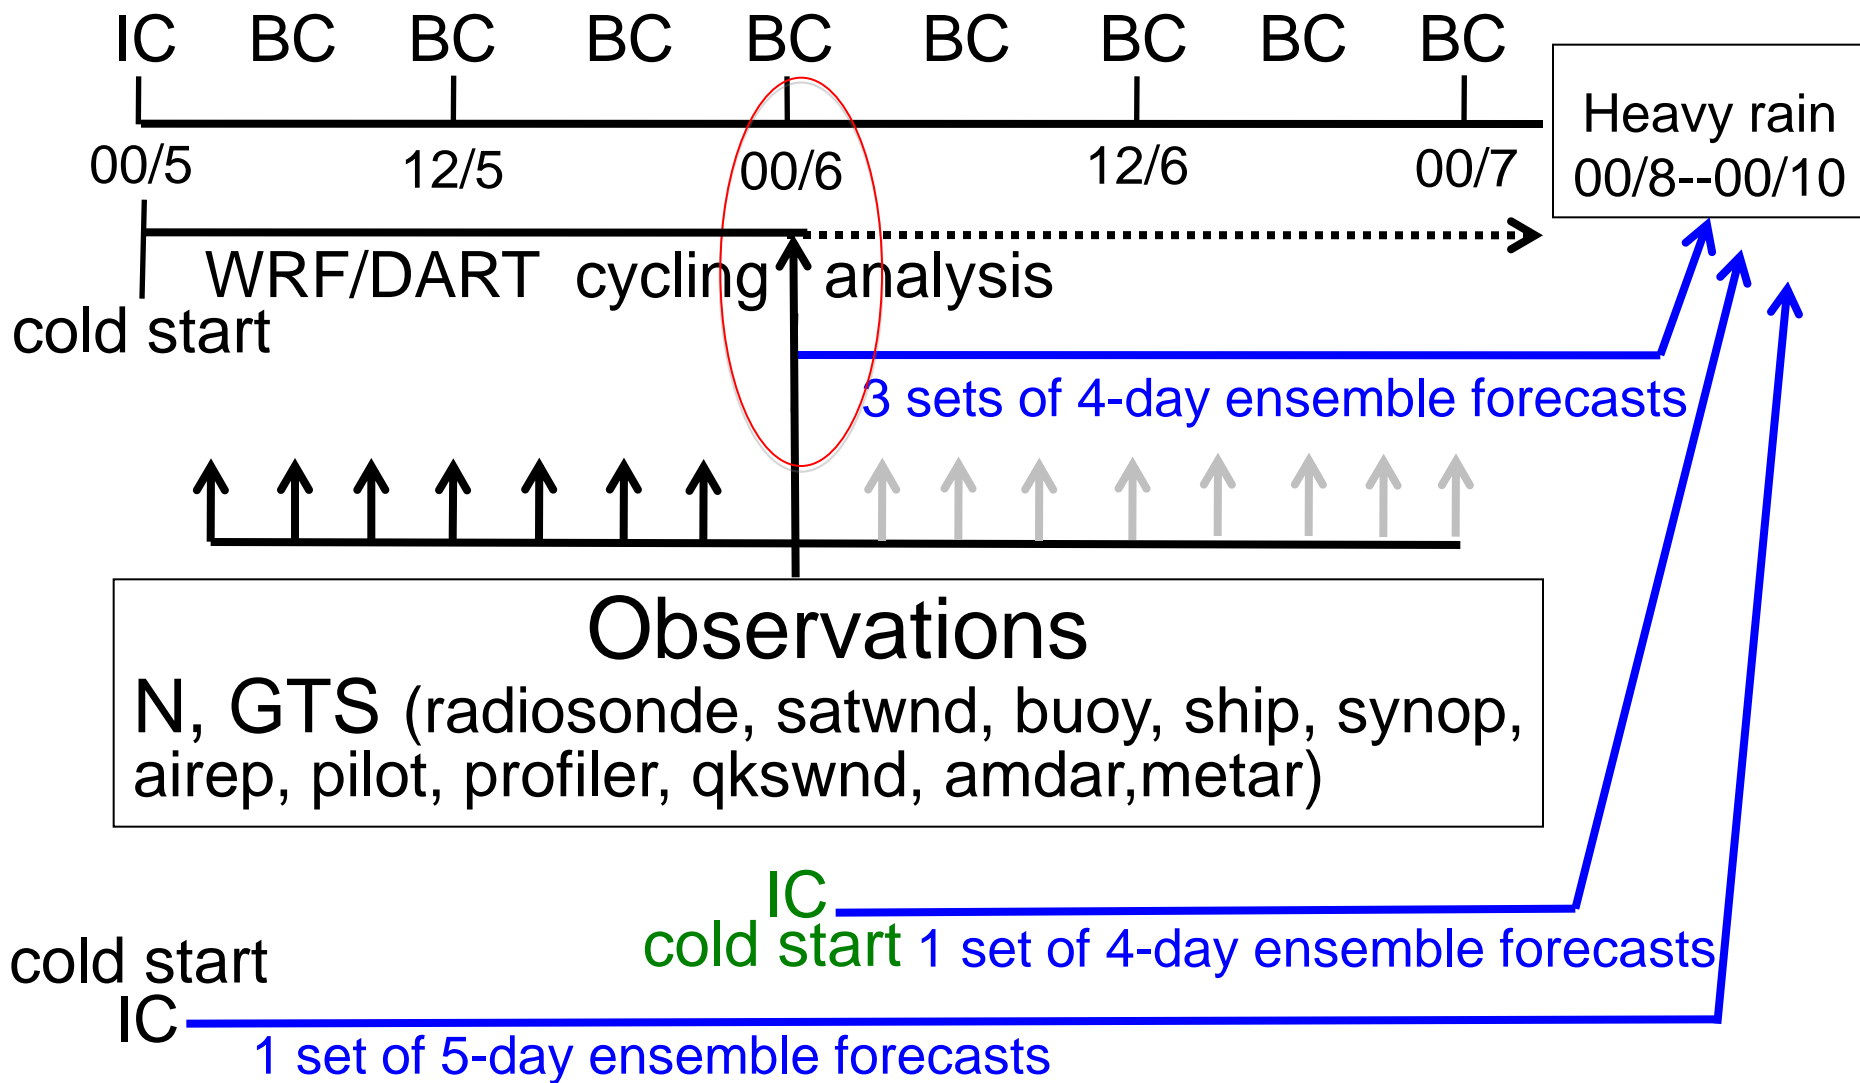 IC BC BC BC BC BC BC BC BC
00/5 12/5 00/6 12/6 00/7
Heavy rain
00/8--00/10
WRF/DART cycling analysis
cold start
3 sets of 4-day ensemble forecasts
Observations
N, GTS (radiosonde, satwnd, buoy, ship, synop,
airep, pilot, profiler, qkswnd, amdar,metar)
IC
cold start 1 set of 4-day ensemble forecasts
cold start
IC
1 set of 5-day ensemble forecasts